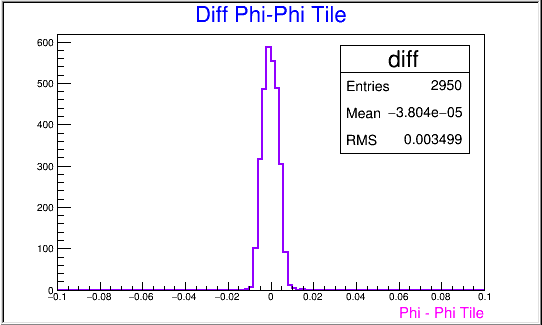 Diff Phi-Phi Tile
diff
Entries 2950
Mean −3.804e−05
RMS 0.003499
600
500
400
300
200
100
0
−0.1 −0.08 −0.06 −0.04 −0.02 0 0.02 0.04 0.06 0.08 0.1
Phi - Phi Tile